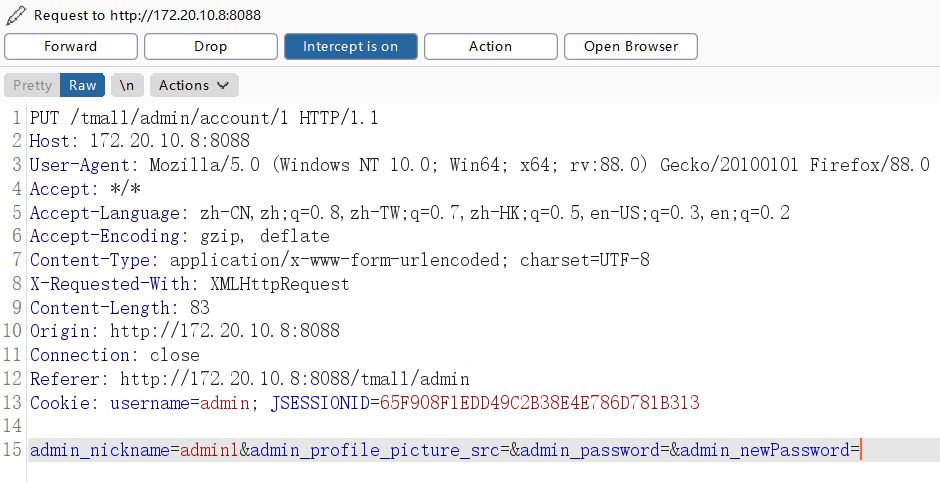 Request to http://172.20.10.8:8088
Forward Drop Intercept is on Action Open Browser
Pretty Raw \n Actions
1 PUT /tmall/admin/account/1 HTTP/1.1
2 Host: 172.20.10.8:8088
3 User-Agent: Mozilla/5.0 (Windows NT 10.0; Win64; x64; rv:88.0) Gecko/20100101 Firefox/88.0
4 Accept: */*
5 Accept-Language: zh-CN,zh;q=0.8,zh-TW;q=0.7,zh-HK;q=0.5,en-US;q=0.3,en;q=0.2
6 Accept-Encoding: gzip, deflate
7 Content-Type: application/x-www-form-urlencoded; charset=UTF-8
8 X-Requested-With: XMLHttpRequest
9 Content-Length: 83
10 Origin: http://172.20.10.8:8088
11 Connection: close
12 Referer: http://172.20.10.8:8088/tmall/admin
13 Cookie: username=admin; JSESSIONID=65F908F1EDD49C2B38E4E786D781B313
14
15 admin_nickname=admin1&admin_profile_picture_src=&admin_password=&admin_newPassword=